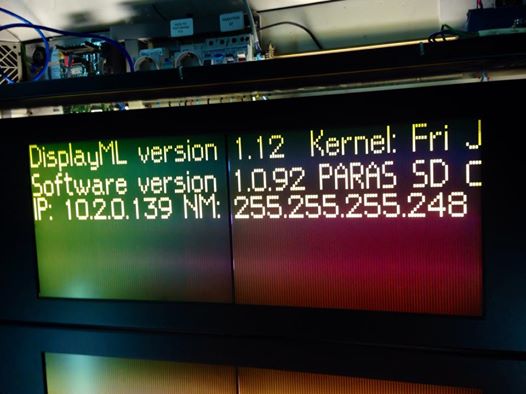 DisplayML version 1.12 Kernel: Fri J
Software version 1.0.92 PARAS SD C
IP: 10.2.0.139 NM: 255.255.255.248